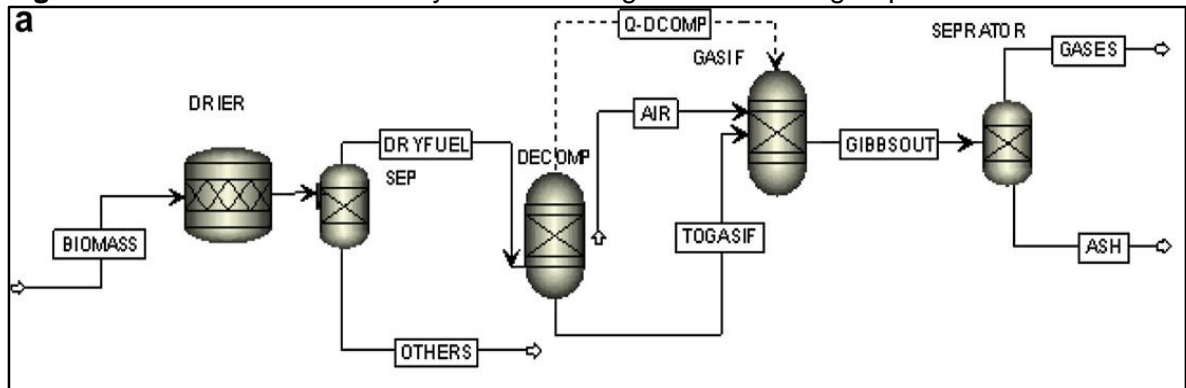 a
Q-DCOMP
SEPRATOR
GASES
GASIF
DRIER
AIR
DRYFUEL
DECOMP
SEP
GIBBSOUT
BIOMASS
TOGASIF
ASH
OTHERS